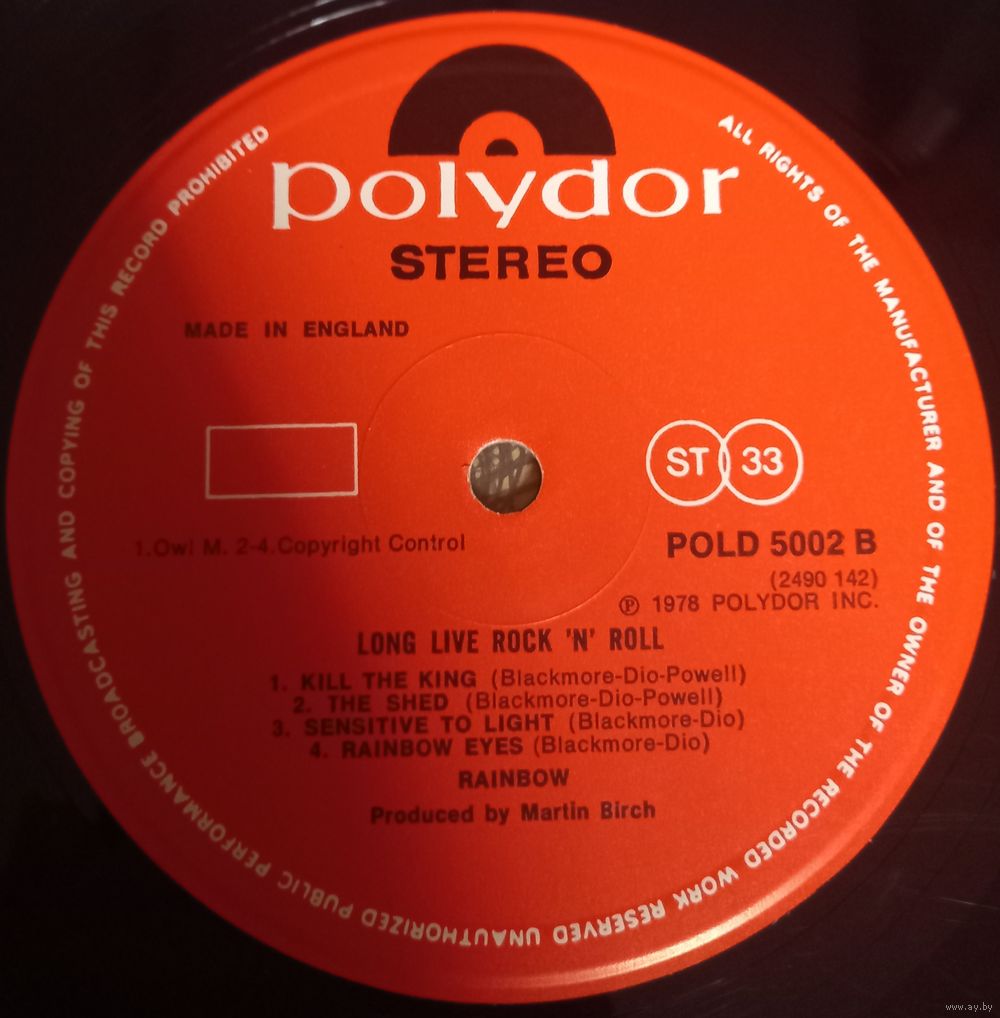 polydor
STEREO
MADE IN ENGLAND
ST 33
1.Owl M. 2-4.Copyright Control
POLD 5002 B
(2490 142)
Ⓟ 1978 POLYDOR INC.
LONG LIVE ROCK 'N' ROLL
1. KILL THE KING (Blackmore-Dio-Powell)
2. THE SHED (Blackmore-Dio-Powell)
3. SENSITIVE TO LIGHT (Blackmore-Dio)
4. RAINBOW EYES (Blackmore-Dio)
RAINBOW
Produced by Martin Birch
ALL RIGHTS OF THE MANUFACTURER AND OF THE OWNER OF THE RECORDED WORK RESERVED UNAUTHORIZED PUBLIC PERFORMANCE BROADCASTING AND COPYING OF THIS RECORD PROHIBITED
www.ay.by